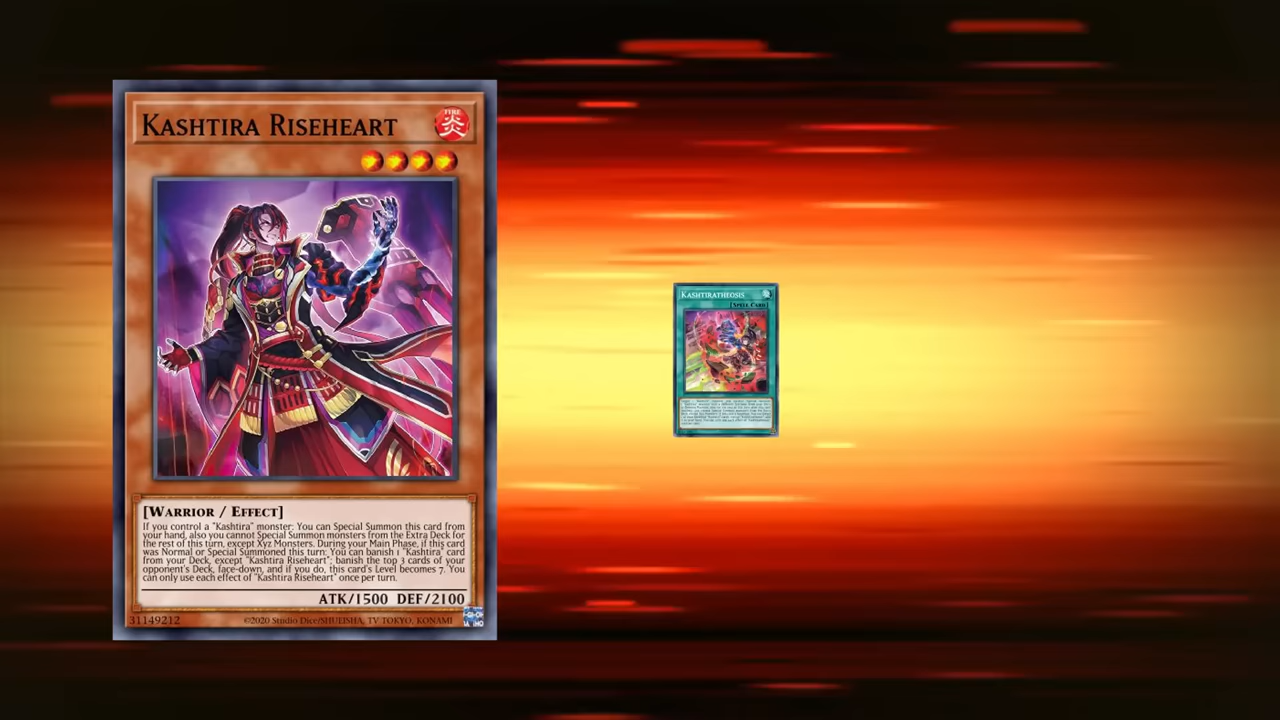 Kashtira Riseheart
FIRE
炎
[Warrior / Effect]
If you control a "Kashtira" monster: You can Special Summon this card from
your hand, also you cannot Special Summon monsters from the Extra Deck for
the rest of this turn, except Xyz Monsters. During your Main Phase, if this card
was Normal or Special Summoned this turn: You can banish 1 "Kashtira" card
from your Deck, except "Kashtira Riseheart"; banish the top 3 cards of your
opponent's Deck, face-down, and if you do, this card's Level becomes 7. You
can only use each effect of "Kashtira Riseheart" once per turn.
ATK/1500 DEF/2100
31149212
©2020 Studio Dice/SHUEISHA, TV TOKYO, KONAMI
Kashtiratheosis
[Spell Card]